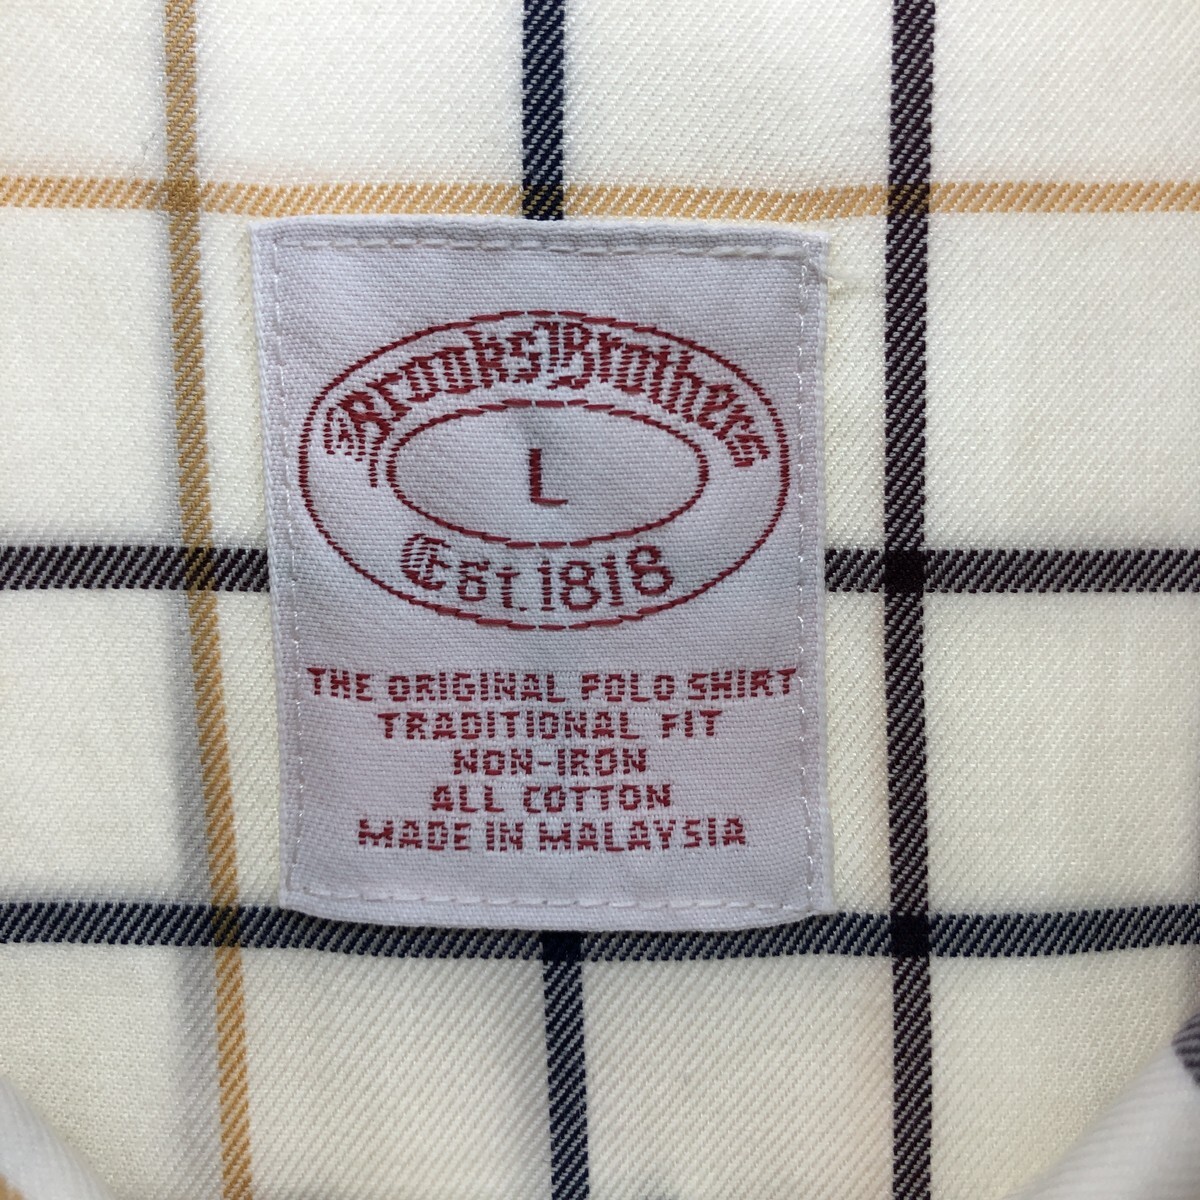 Brooks Brothers
L
Est. 1818
THE ORIGINAL POLO SHIRT
TRADITIONAL FIT
NON-IRON
ALL COTTON
MADE IN MALAYSIA